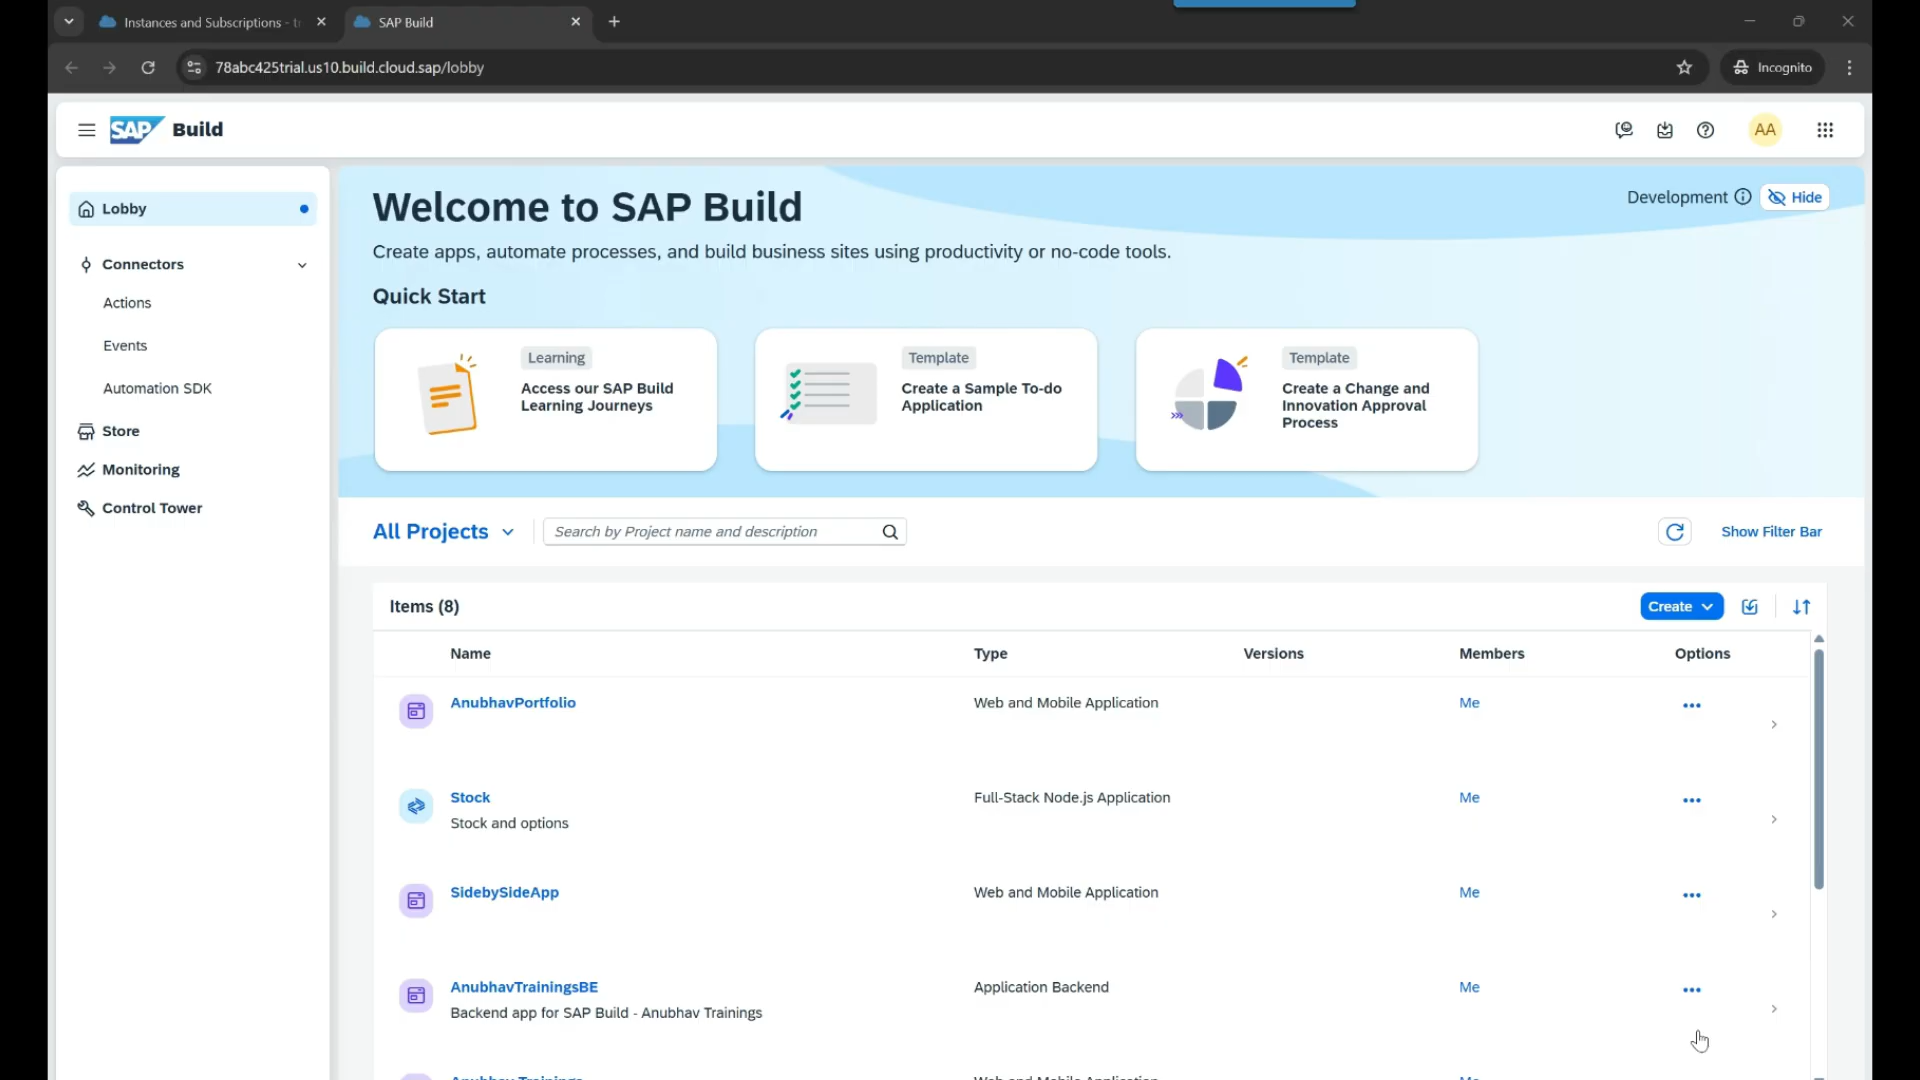 Instances and Subscriptions - tr
SAP Build
78abc425trial.us10.build.cloud.sap/lobby
Incognito
SAP Build
AA
Lobby
Connectors
Actions
Events
Automation SDK
Store
Monitoring
Control Tower
Welcome to SAP Build
Development
Hide
Create apps, automate processes, and build business sites using productivity or no-code tools.
Quick Start
Learning
Access our SAP Build
Learning Journeys
Template
Create a Sample To-do
Application
Template
Create a Change and
Innovation Approval
Process
All Projects
Search by Project name and description
Show Filter Bar
Items (8)
Create
Name Type Versions Members Options
AnubhavPortfolio Web and Mobile Application Me
Stock Full-Stack Node.js Application Me
Stock and options
SidebySideApp Web and Mobile Application Me
AnubhavTrainingsBE Application Backend Me
Backend app for SAP Build - Anubhav Trainings